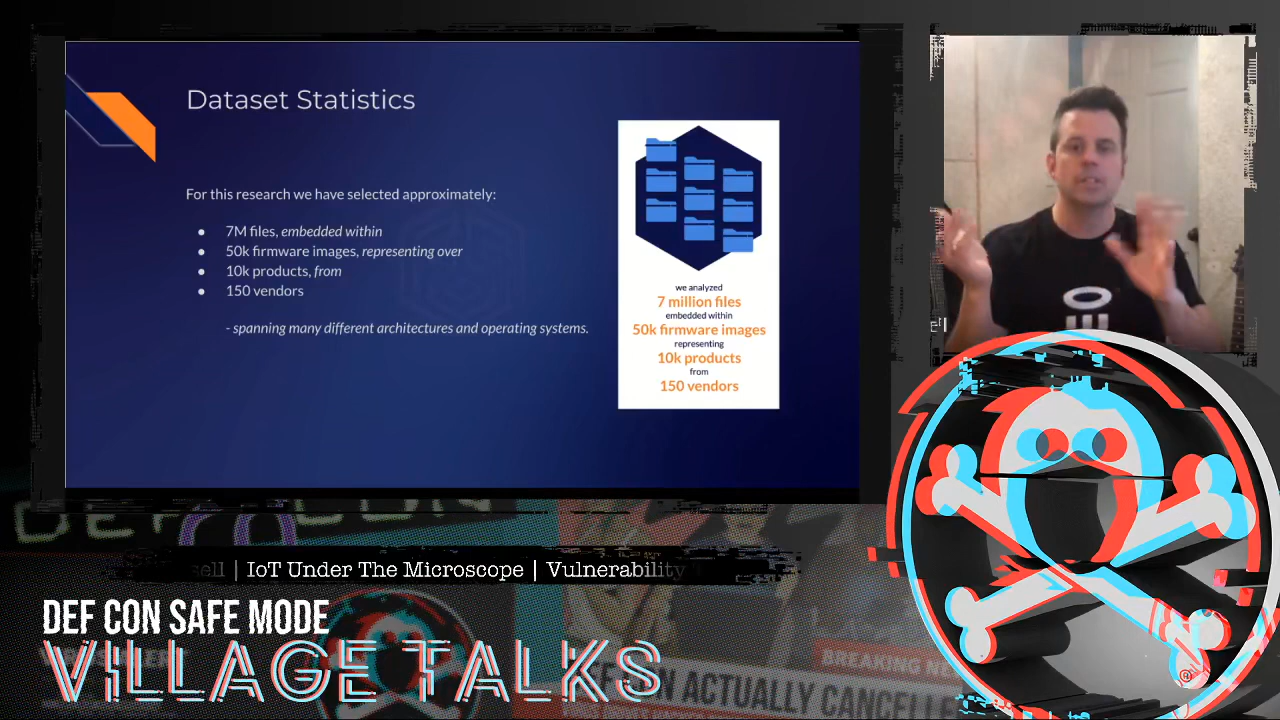 Dataset Statistics
For this research we have selected approximately:
● 7M files, embedded within
● 50k firmware images, representing over
● 10k products, from
● 150 vendors
- spanning many different architectures and operating systems.
we analyzed
7 million files
embedded within
50k firmware images
representing
10k products
from
150 vendors
| IoT Under The Microscope | Vulnerability
DEF CON SAFE MODE
VILLAGE TALKS
DEF CON
BREAKING
ACTUALLY
®